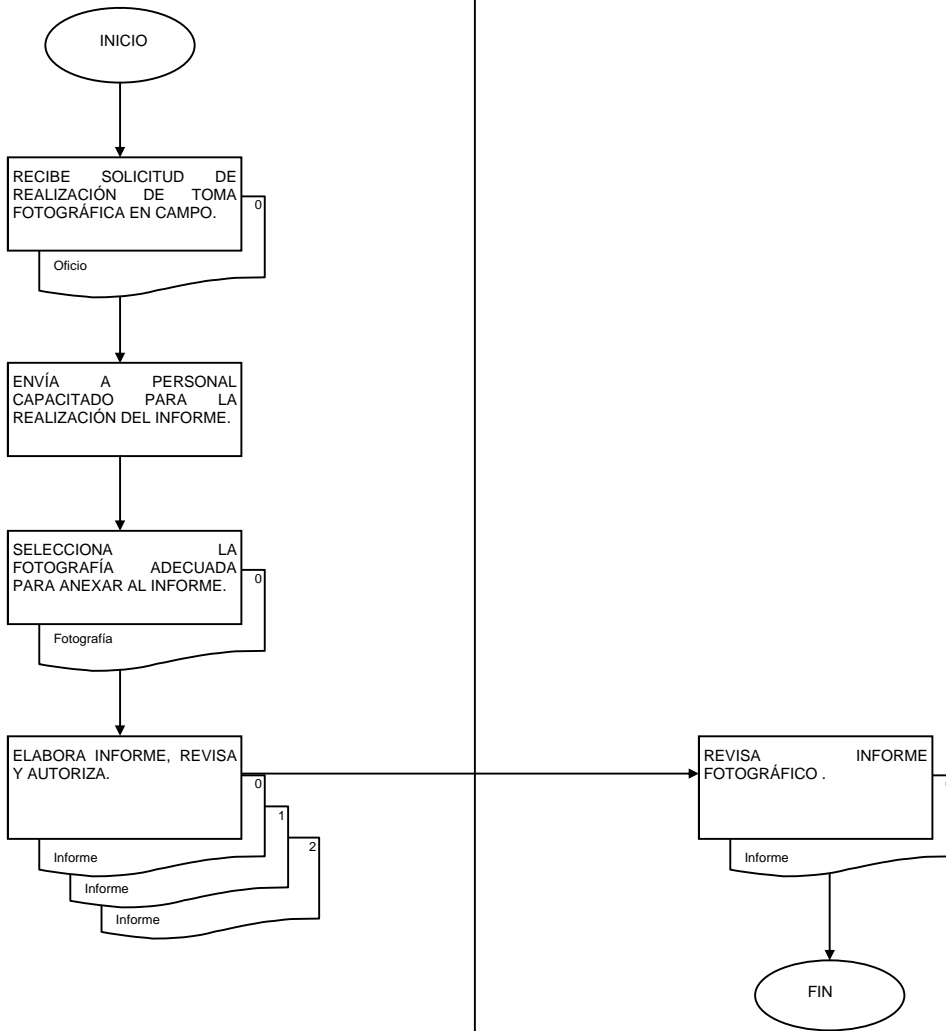 INICIO
RECIBE SOLICITUD DE
REALIZACIÓN DE TOMA
FOTOGRÁFICA EN CAMPO.
0
Oficio
ENVÍA A PERSONAL
CAPACITADO PARA LA
REALIZACIÓN DEL INFORME.
SELECCIONA LA
FOTOGRAFÍA ADECUADA
PARA ANEXAR AL INFORME.
0
Fotografía
ELABORA INFORME, REVISA
Y AUTORIZA.
0
Informe
1
Informe
2
Informe
REVISA INFORME
FOTOGRÁFICO .
Informe
FIN